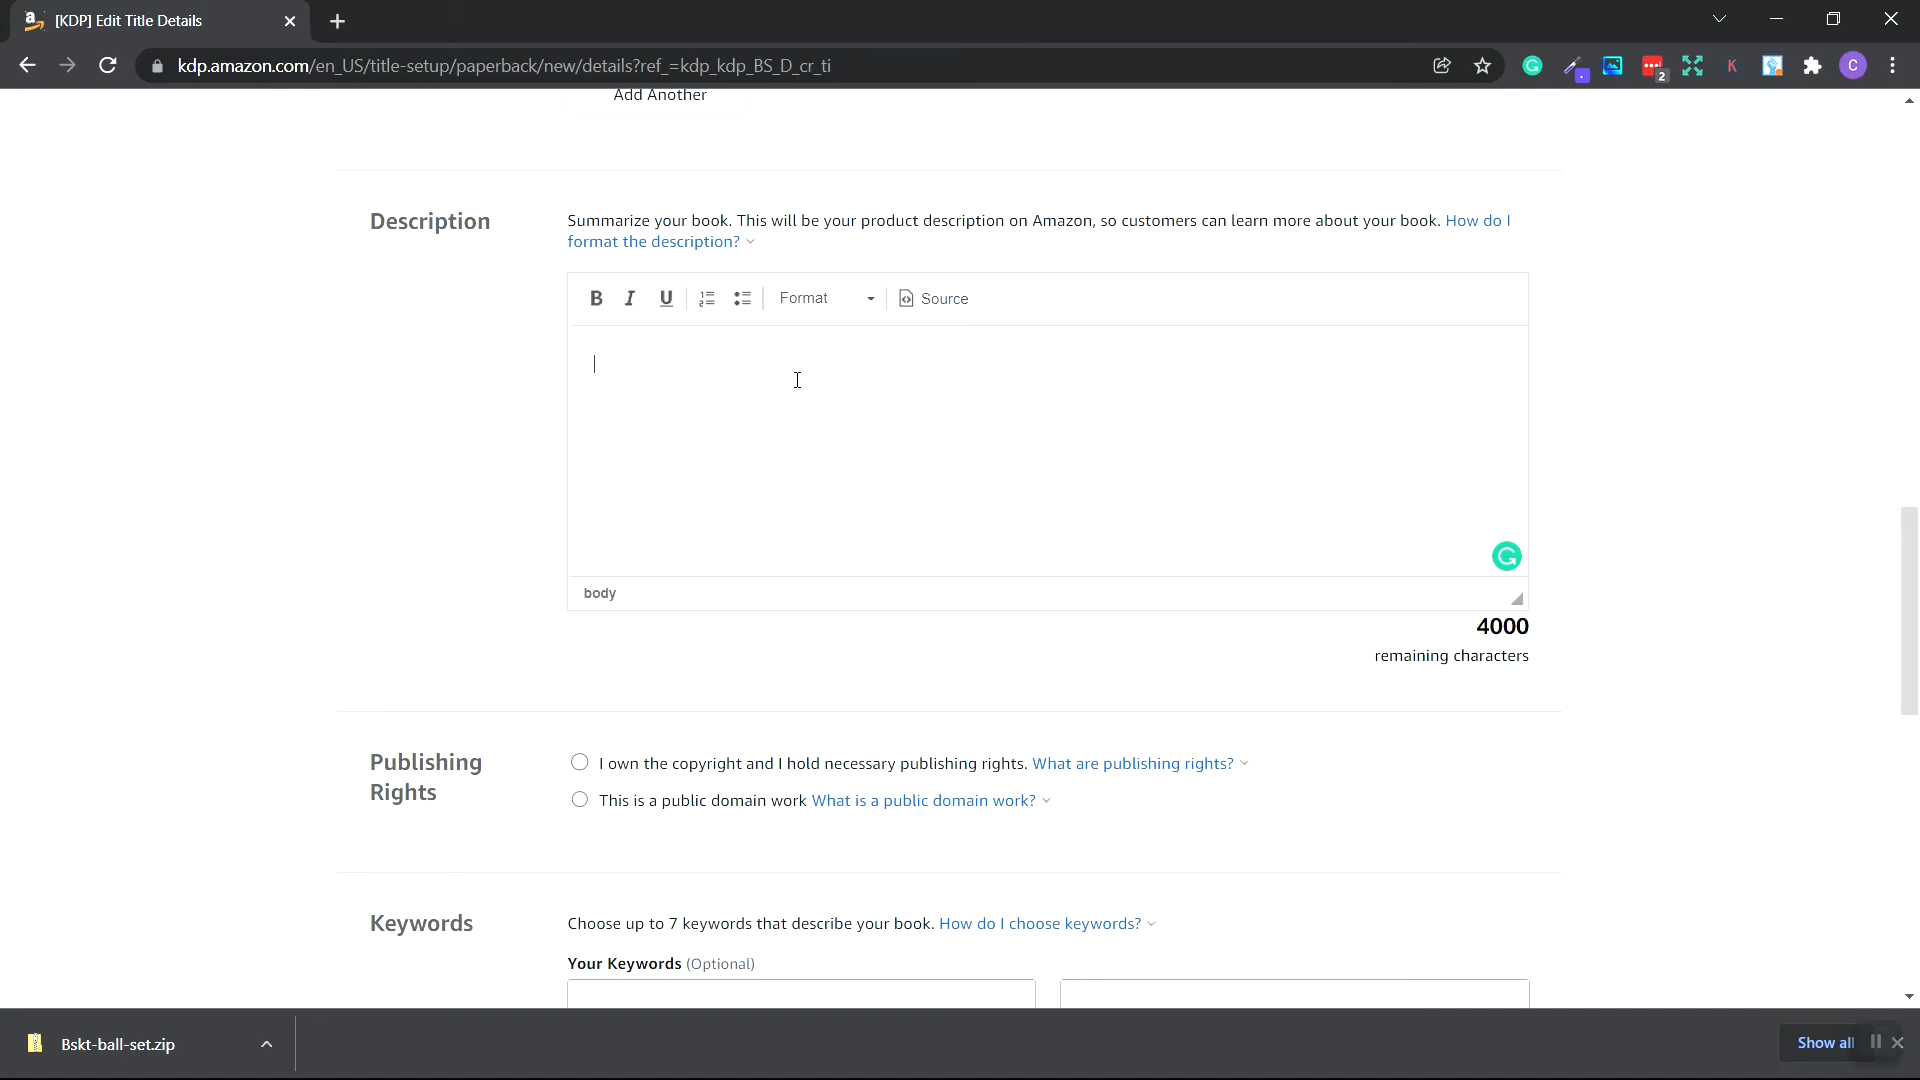 [KDP] Edit Title Details
kdp.amazon.com/en_US/title-setup/paperback/new/details?ref_=kdp_kdp_BS_D_cr_ti
2
K
C
Add Another
Description
Summarize your book. This will be your product description on Amazon, so customers can learn more about your book. How do I
format the description?
B I U Format Source
body
4000
remaining characters
Publishing
Rights
I own the copyright and I hold necessary publishing rights. What are publishing rights?
This is a public domain work What is a public domain work?
Keywords
Choose up to 7 keywords that describe your book. How do I choose keywords?
Your Keywords (Optional)
Bskt-ball-set.zip
Show all